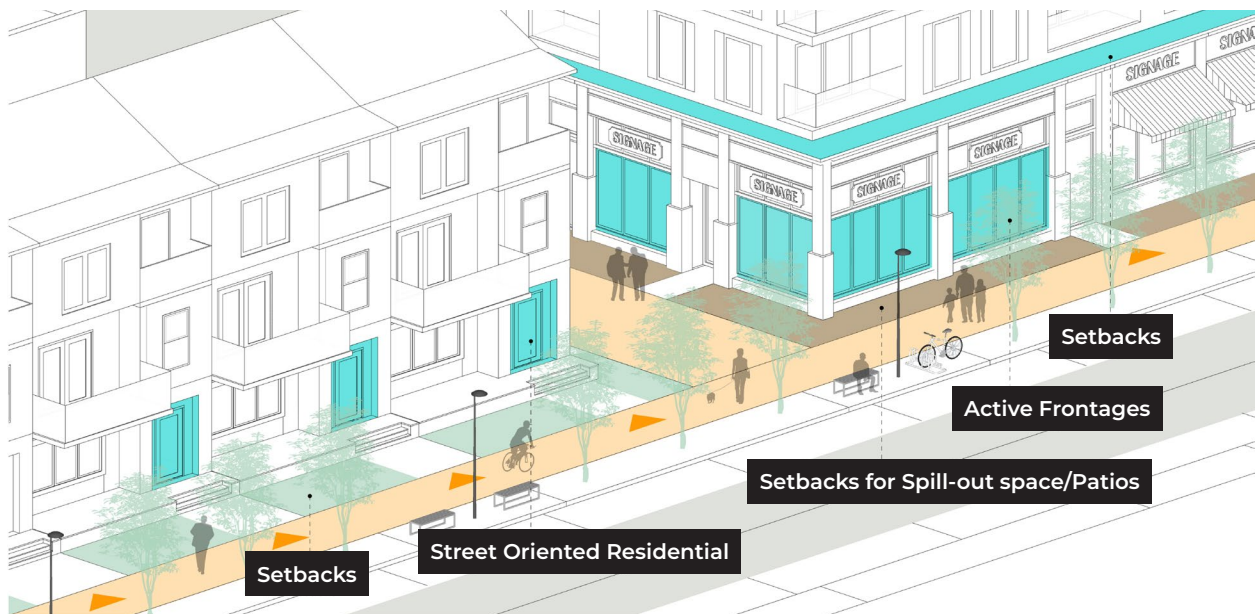 SIGNAGE
SIGNAGE
SIGNAGE
SIGNAGE
SIGNAGE
SIGNAGE
Setbacks
Active Frontages
Setbacks for Spill-out space/Patios
Street Oriented Residential
Setbacks